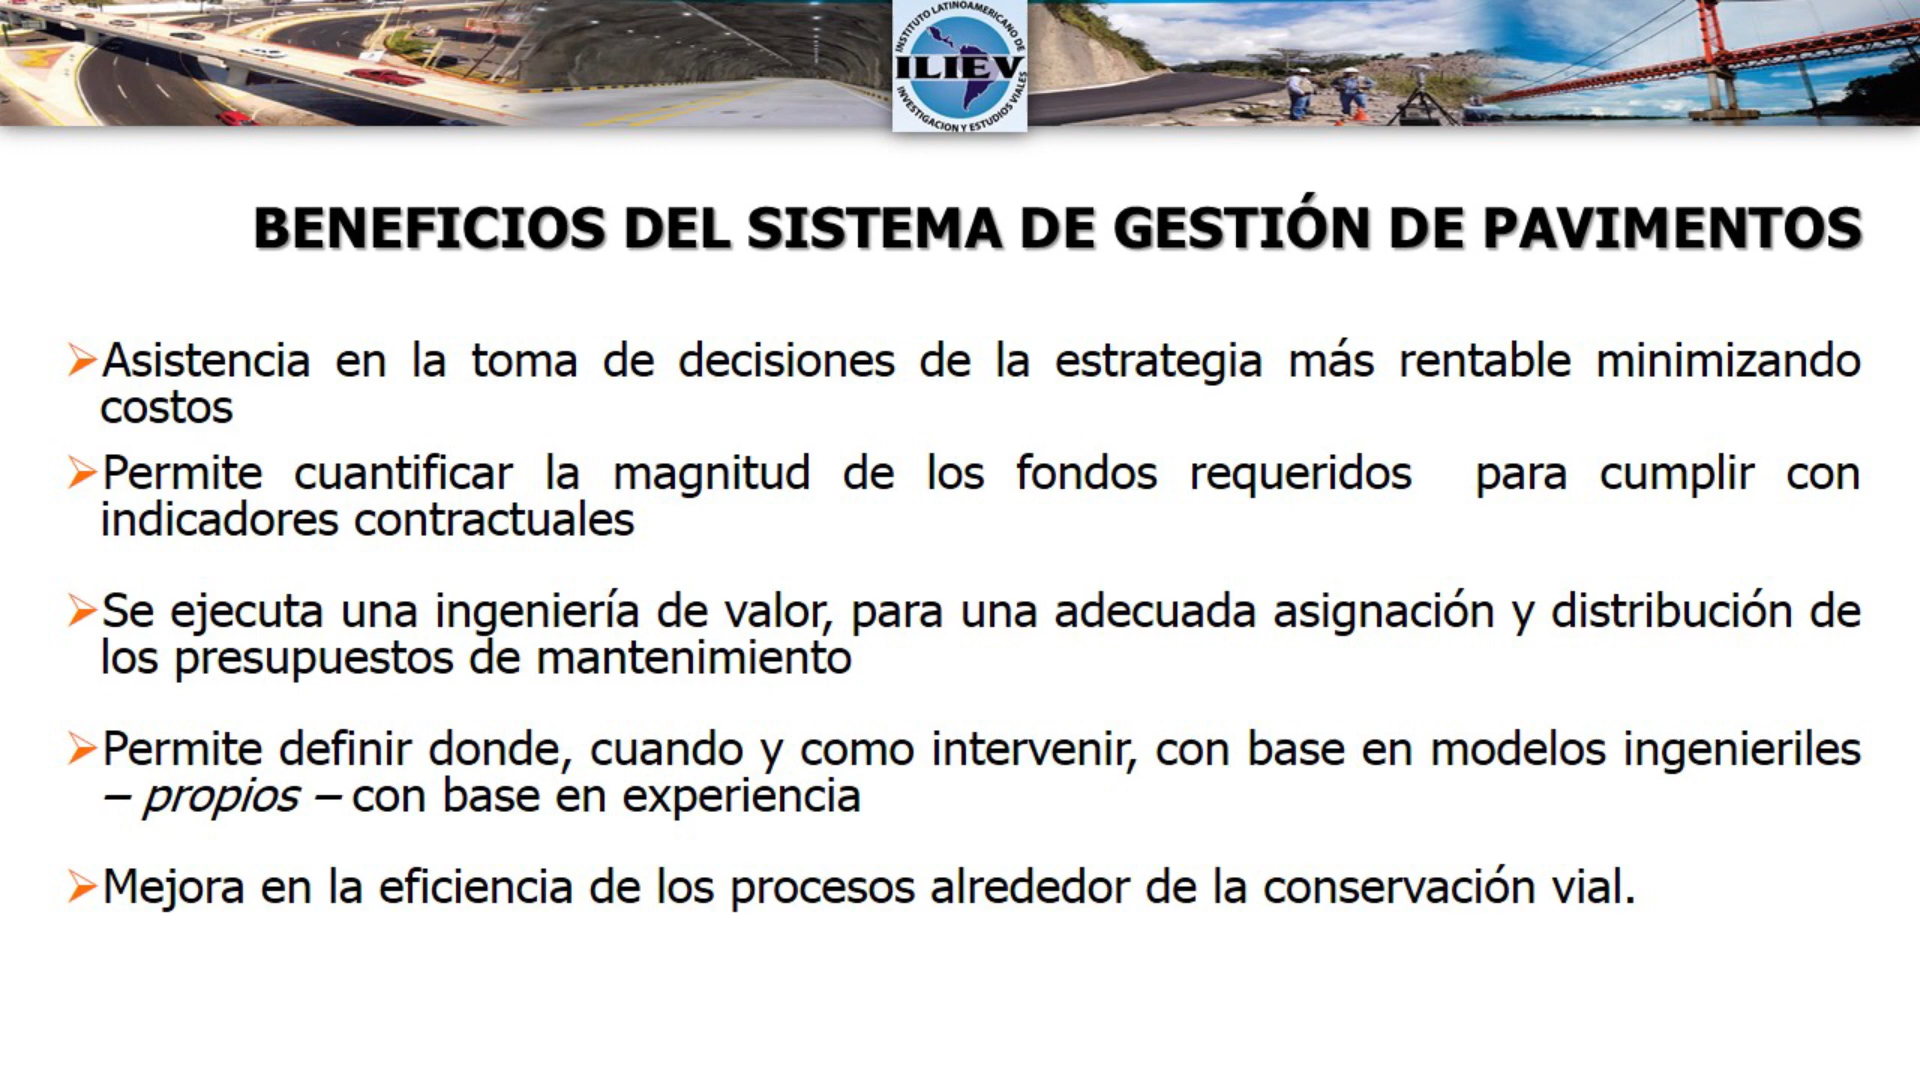 INSTITUTO LATINOAMERICANO DE
ILIEV
INVESTIGACION Y ESTUDIOS VIALES
BENEFICIOS DEL SISTEMA DE GESTIÓN DE PAVIMENTOS
➢Asistencia en la toma de decisiones de la estrategia más rentable minimizando
costos
➢Permite cuantificar la magnitud de los fondos requeridos para cumplir con
indicadores contractuales
➢Se ejecuta una ingeniería de valor, para una adecuada asignación y distribución de
los presupuestos de mantenimiento
➢Permite definir donde, cuando y como intervenir, con base en modelos ingenieriles
– propios – con base en experiencia
➢Mejora en la eficiencia de los procesos alrededor de la conservación vial.